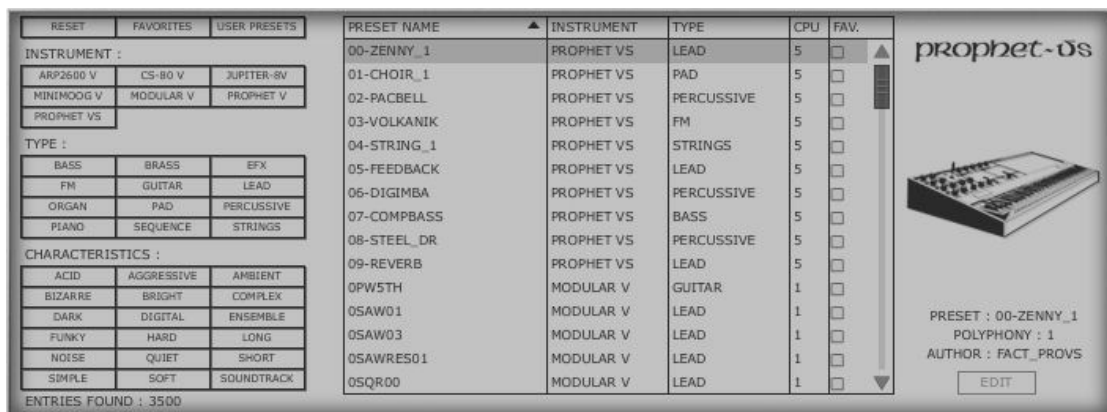 RESET FAVORITES USER PRESETS
INSTRUMENT :
ARP2600 V CS-80 V JUPITER-8V
MINIMOOG V MODULAR V PROPHET V
PROPHET VS
TYPE :
BASS BRASS EFX
FM GUITAR LEAD
ORGAN PAD PERCUSSIVE
PIANO SEQUENCE STRINGS
CHARACTERISTICS :
ACID AGGRESSIVE AMBIENT
BIZARRE BRIGHT COMPLEX
DARK DIGITAL ENSEMBLE
FUNKY HARD LONG
NOISE QUIET SHORT
SIMPLE SOFT SOUNDTRACK
ENTRIES FOUND : 3500
PRESET NAME INSTRUMENT TYPE CPU FAV.
00-ZENNY_1 PROPHET VS LEAD 5
01-CHOIR_1 PROPHET VS PAD 5
02-PACBELL PROPHET VS PERCUSSIVE 5
03-VOLKANIK PROPHET VS FM 5
04-STRING_1 PROPHET VS STRINGS 5
05-FEEDBACK PROPHET VS LEAD 5
06-DIGIMBA PROPHET VS PERCUSSIVE 5
07-COMPBASS PROPHET VS BASS 5
08-STEEL_DR PROPHET VS PERCUSSIVE 5
09-REVERB PROPHET VS LEAD 5
0PW5TH MODULAR V GUITAR 1
0SAW01 MODULAR V LEAD 1
0SAW03 MODULAR V LEAD 1
0SAWRES01 MODULAR V LEAD 1
0SQR00 MODULAR V LEAD 1
prophet-vs
PRESET : 00-ZENNY_1
POLYPHONY : 1
AUTHOR : FACT_PROVS
EDIT